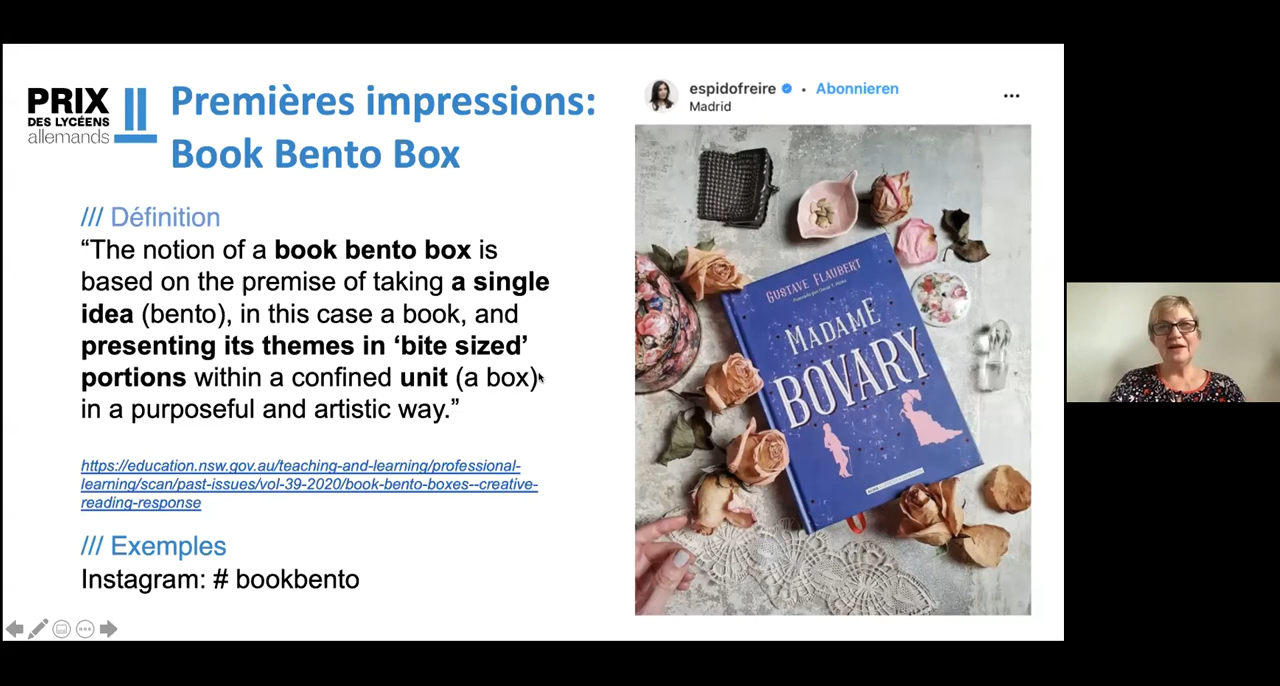 PRIX
DES LYCÉENS
allemands
Premières impressions:
Book Bento Box
/// Définition
“The notion of a book bento box is
based on the premise of taking a single
idea (bento), in this case a book, and
presenting its themes in ‘bite sized’
portions within a confined unit (a box)
in a purposeful and artistic way.”
https://education.nsw.gov.au/teaching-and-learning/professional-
learning/scan/past-issues/vol-39-2020/book-bento-boxes--creative-
reading-response
/// Exemples
Instagram: # bookbento
espidofreire • Abonnieren
Madrid
GUSTAVE FLAUBERT
MADAME
BOVARY